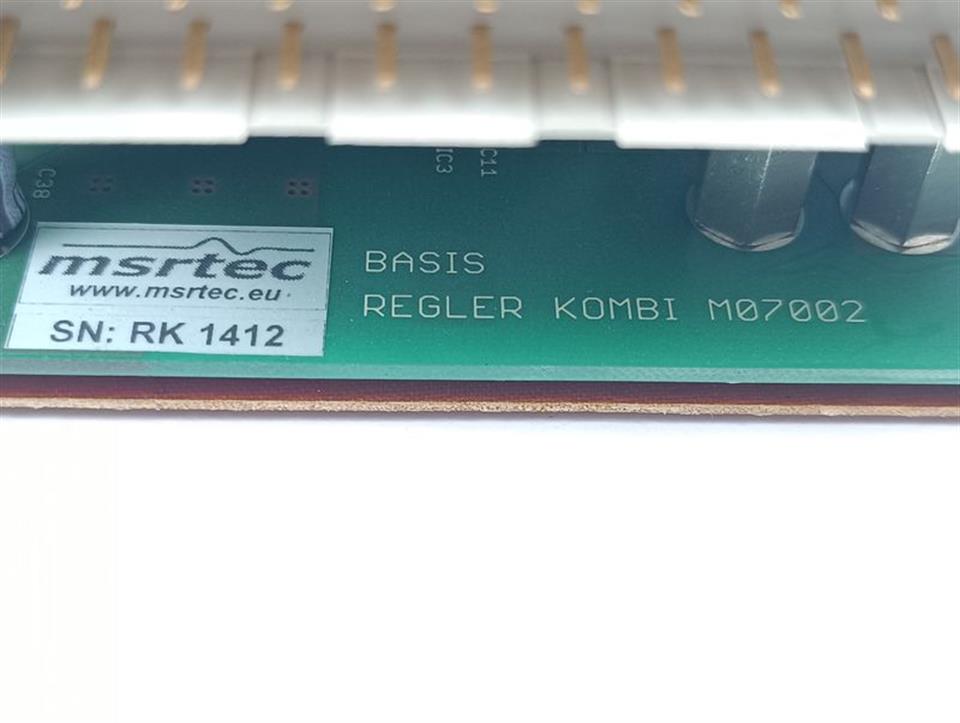 C38
IC3
C11
msrtec
www.msrtec.eu
SN: RK 1412
BASIS
REGLER KOMBI M07002